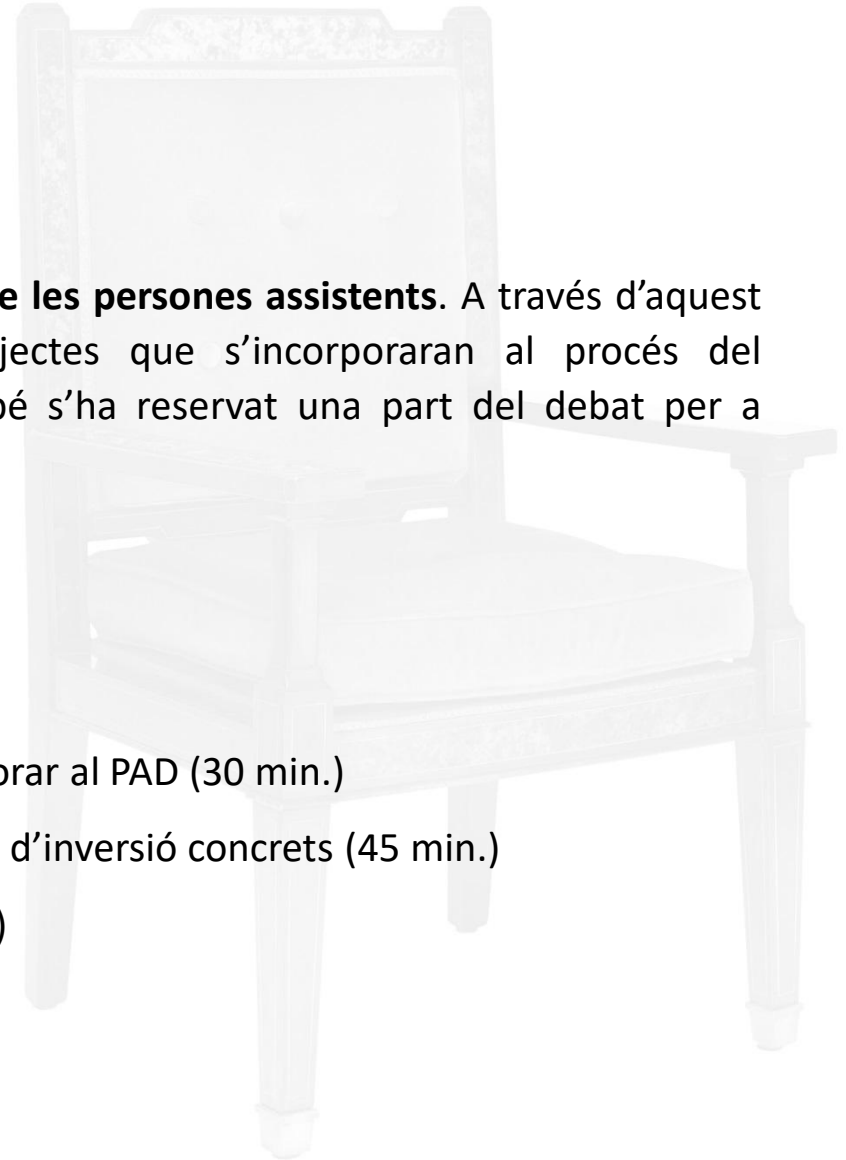 e les persones assistents. A través d’aquest
jectes que s’incorporaran al procés del
bé s’ha reservat una part del debat per a
orar al PAD (30 min.)
d’inversió concrets (45 min.)
)